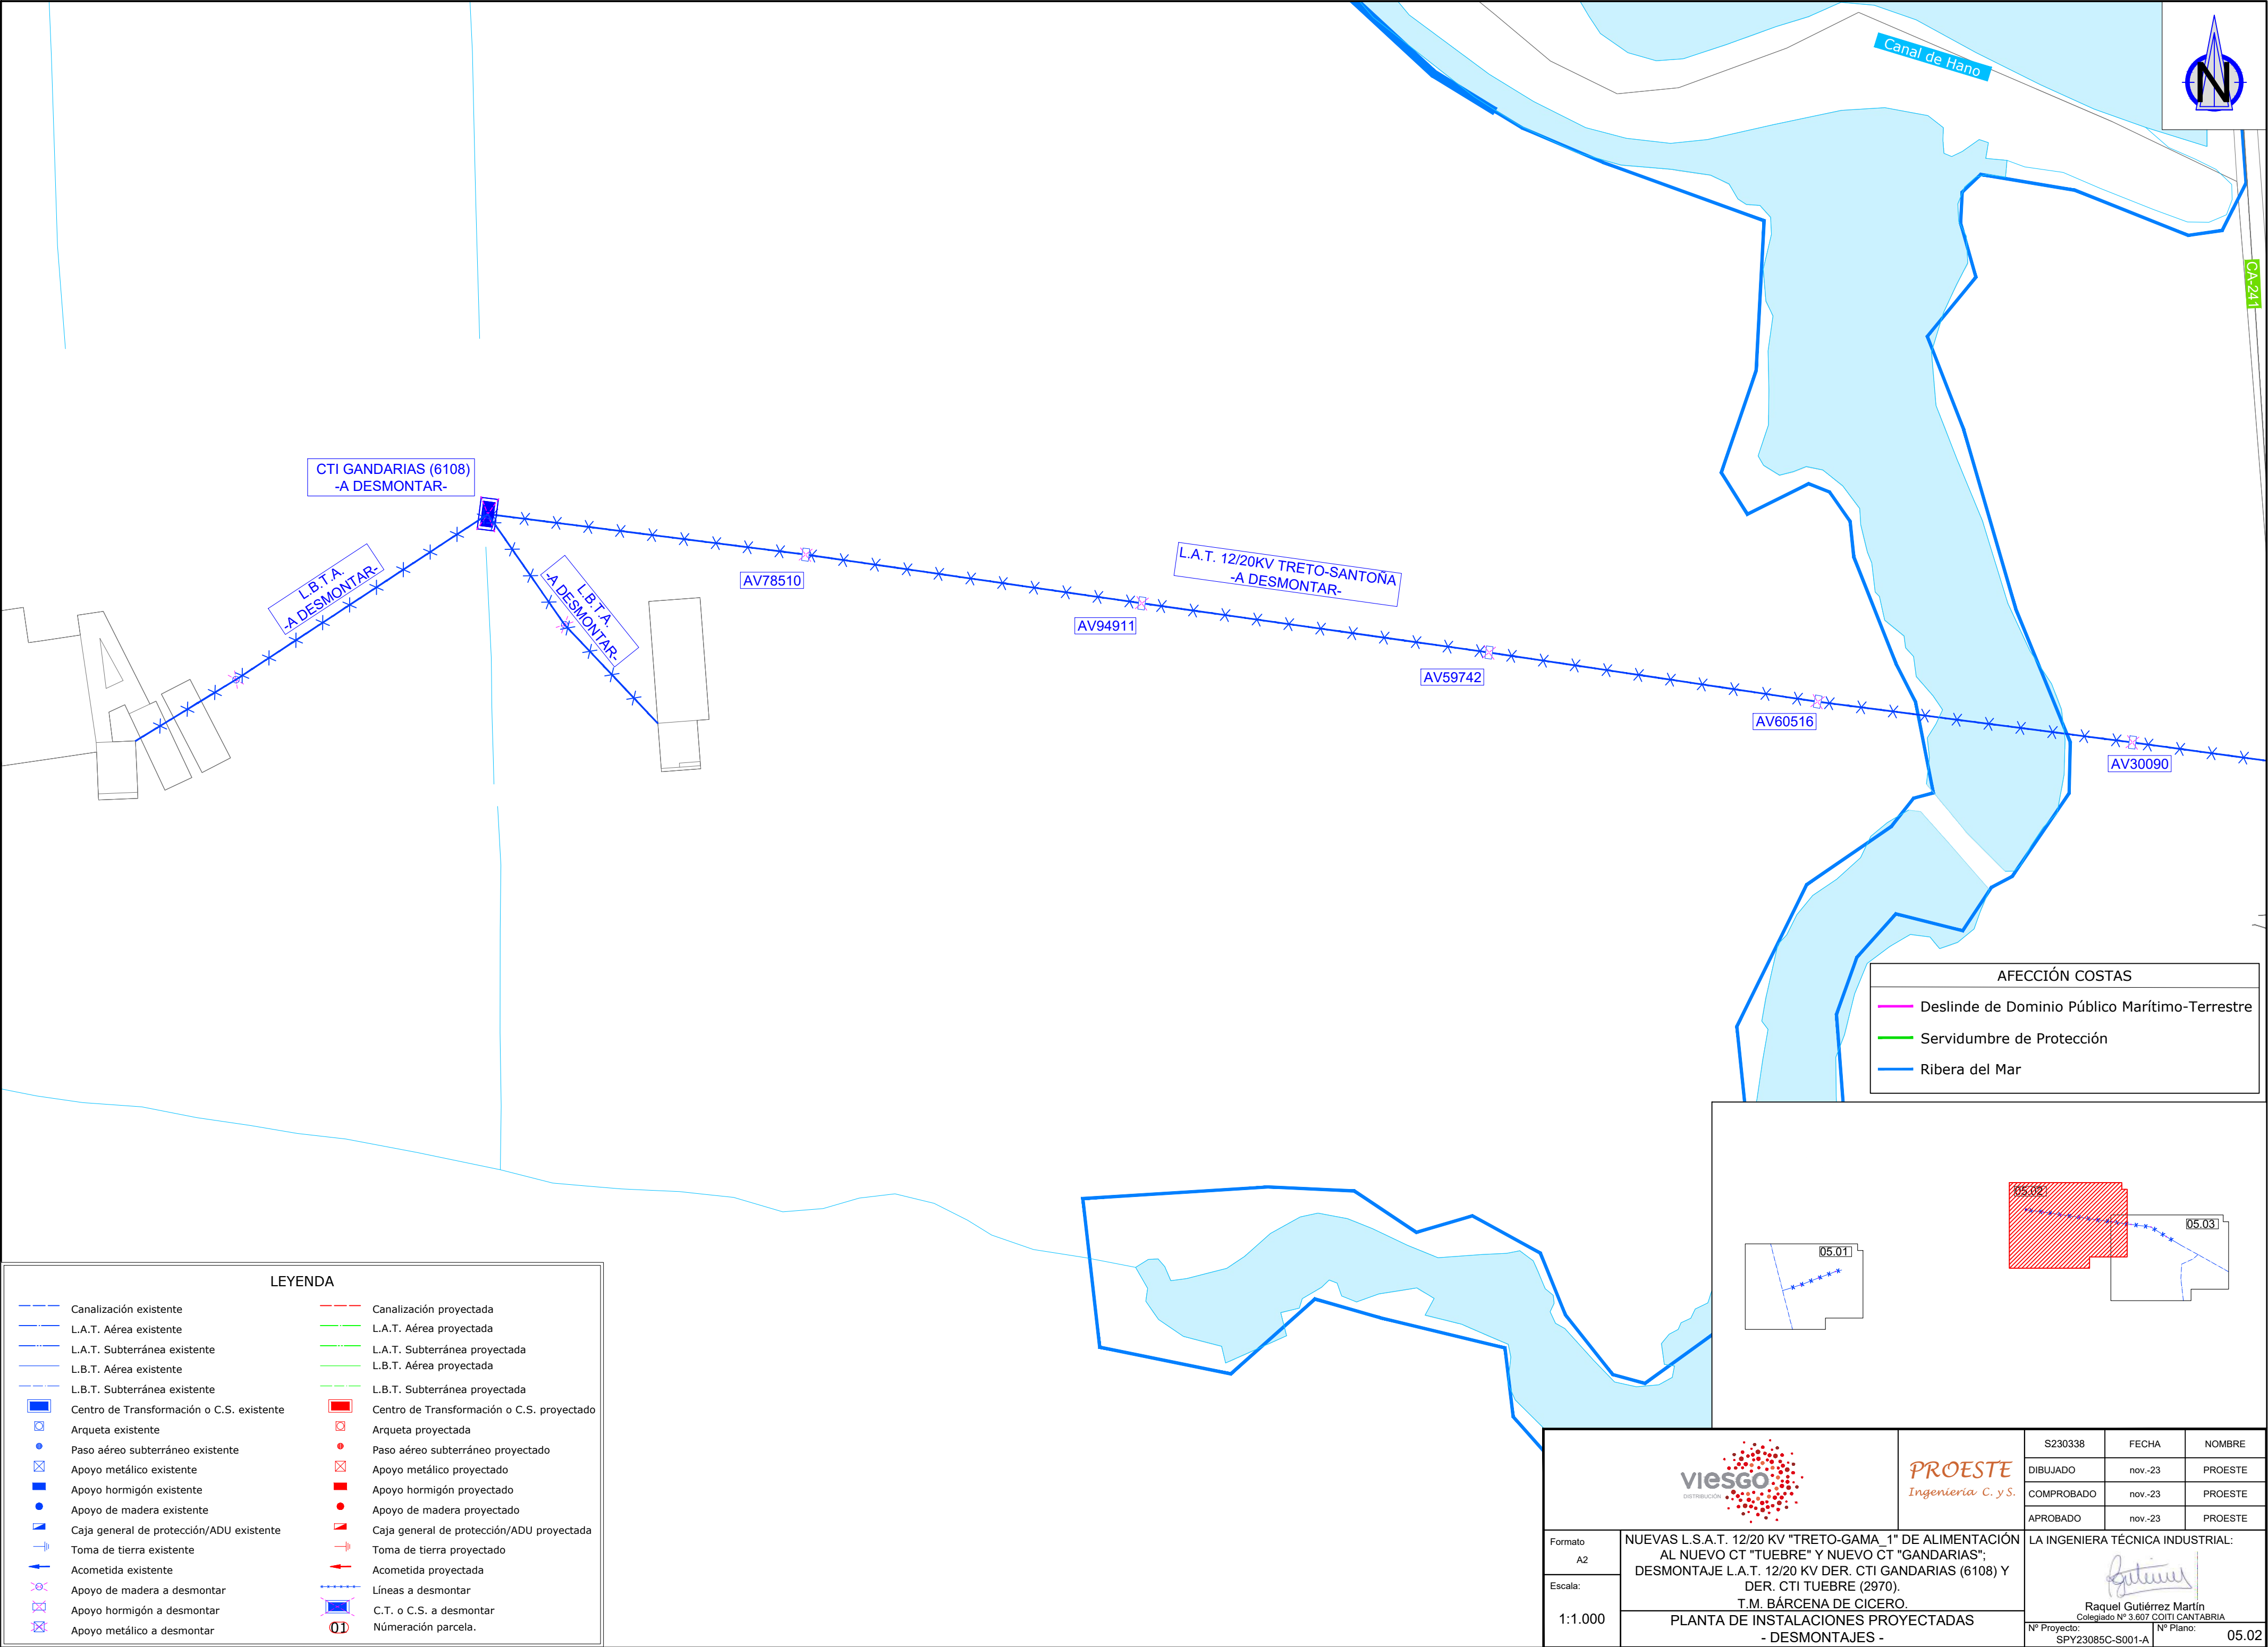 Canal de Hano
N
CA-241
CTI GANDARIAS (6108)
-A DESMONTAR-
L.B.T.A.
-A DESMONTAR-
L.B.T.A.
-A DESMONTAR-
AV78510
AV94911
L.A.T. 12/20KV TRETO-SANTOÑA
-A DESMONTAR-
AV59742
AV60516
AV30090
AFECCIÓN COSTAS
Deslinde de Dominio Público Marítimo-Terrestre
Servidumbre de Protección
Ribera del Mar
05.01
05.02
05.03
LEYENDA
Canalización existente
L.A.T. Aérea existente
L.A.T. Subterránea existente
L.B.T. Aérea existente
L.B.T. Subterránea existente
Centro de Transformación o C.S. existente
Arqueta existente
Paso aéreo subterráneo existente
Apoyo metálico existente
Apoyo hormigón existente
Apoyo de madera existente
Caja general de protección/ADU existente
Toma de tierra existente
Acometida existente
Apoyo de madera a desmontar
Apoyo hormigón a desmontar
Apoyo metálico a desmontar
Canalización proyectada
L.A.T. Aérea proyectada
L.A.T. Subterránea proyectada
L.B.T. Aérea proyectada
L.B.T. Subterránea proyectada
Centro de Transformación o C.S. proyectado
Arqueta proyectada
Paso aéreo subterráneo proyectado
Apoyo metálico proyectado
Apoyo hormigón proyectado
Apoyo de madera proyectado
Caja general de protección/ADU proyectada
Toma de tierra proyectado
Acometida proyectada
Líneas a desmontar
C.T. o C.S. a desmontar
01 Númeración parcela.
viesgo
DISTRIBUCIÓN
PROESTE
Ingeniería C. y S.
S230338 FECHA NOMBRE
DIBUJADO nov.-23 PROESTE
COMPROBADO nov.-23 PROESTE
APROBADO nov.-23 PROESTE
Formato
A2
Escala:
1:1.000
NUEVAS L.S.A.T. 12/20 KV "TRETO-GAMA_1" DE ALIMENTACIÓN
AL NUEVO CT "TUEBRE" Y NUEVO CT "GANDARIAS";
DESMONTAJE L.A.T. 12/20 KV DER. CTI GANDARIAS (6108) Y
DER. CTI TUEBRE (2970).
T.M. BÁRCENA DE CICERO.
PLANTA DE INSTALACIONES PROYECTADAS
- DESMONTAJES -
LA INGENIERA TÉCNICA INDUSTRIAL:
Raquel Gutiérrez Martín
Colegiado Nº 3.607 COITI CANTABRIA
Nº Proyecto:
SPY23085C-S001-A
Nº Plano:
05.02